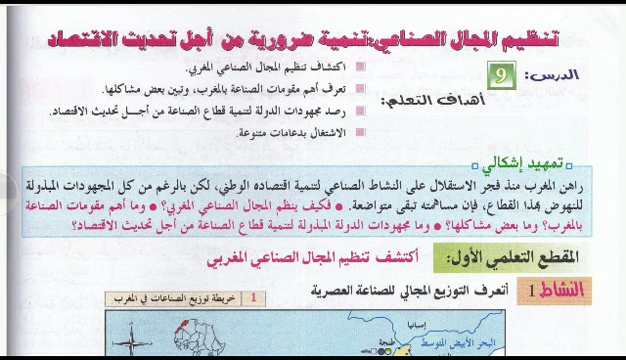 تنظيم المجال الصناعي: تنمية ضرورية من أجل تحديث الاقتصاد
الدرس: 9
أهداف التعلم:
اكتشاف تنظيم المجال الصناعي المغربي.
تعرف أهم مقومات الصناعة بالمغرب، وتبين بعض مشاكلها.
رصد مجهودات الدولة لتنمية قطاع الصناعة من أجل تحديث الاقتصاد.
الاشتغال بدعامات متنوعة.
تمهيد إشكالي
راهن المغرب منذ فجر الاستقلال على النشاط الصناعي لتنمية اقتصاده الوطني، لكن بالرغم من كل المجهودات المبذولة
للنهوض بهذا القطاع، فإن مساهمته تبقى متواضعة. • فكيف ينظم المجال الصناعي المغربي؟ • وما أهم مقومات الصناعة
بالمغرب؟ وما بعض مشاكلها؟ • وما مجهودات الدولة المبذولة لتنمية قطاع الصناعة من أجل تحديث الاقتصاد؟
المقطع التعلمي الأول: أكتشف تنظيم المجال الصناعي المغربي
النشاط 1 أتعرف التوزيع المجالي للصناعة العصرية
1 خريطة توزيع الصناعات في المغرب
إسبانيا
البحر الأبيض المتوسط
طنجة